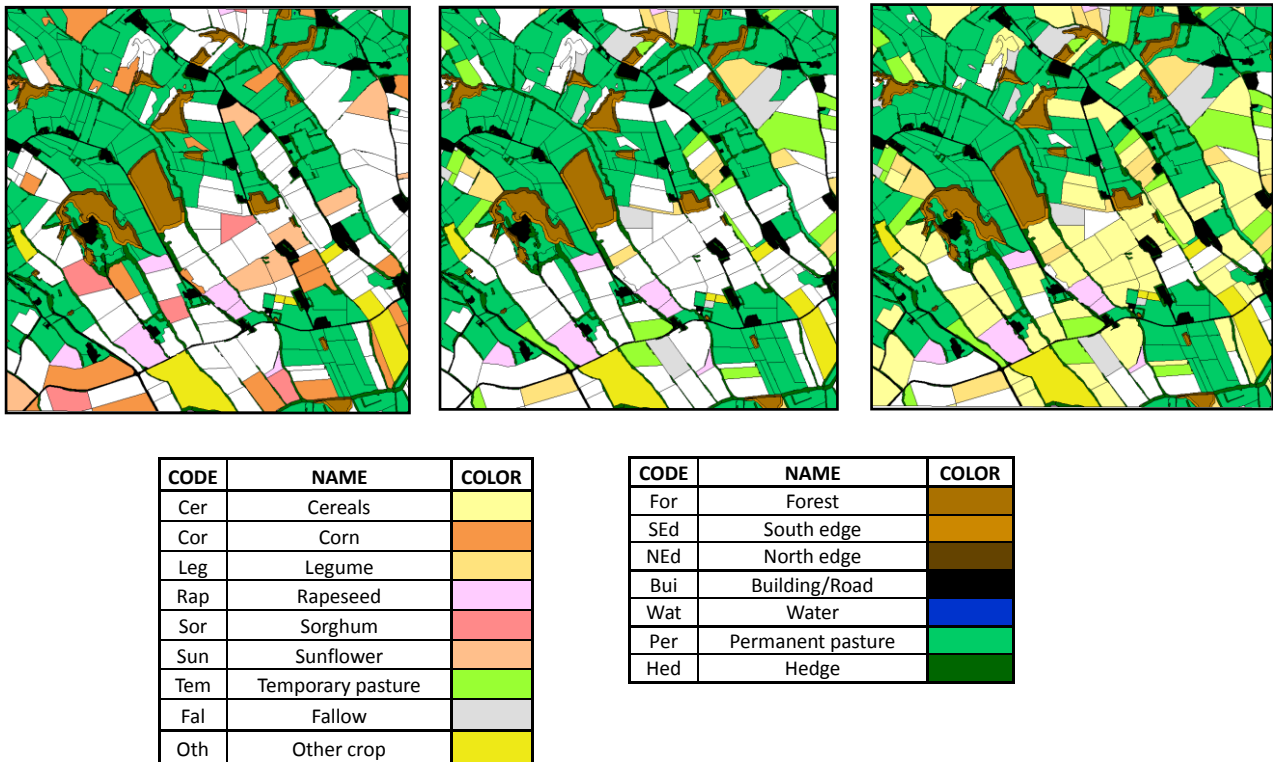 CODE NAME COLOR
Cer Cereals
Cor Corn
Leg Legume
Rap Rapeseed
Sor Sorghum
Sun Sunflower
Tem Temporary pasture
Fal Fallow
Oth Other crop
CODE NAME COLOR
For Forest
SEd South edge
NEd North edge
Bui Building/Road
Wat Water
Per Permanent pasture
Hed Hedge